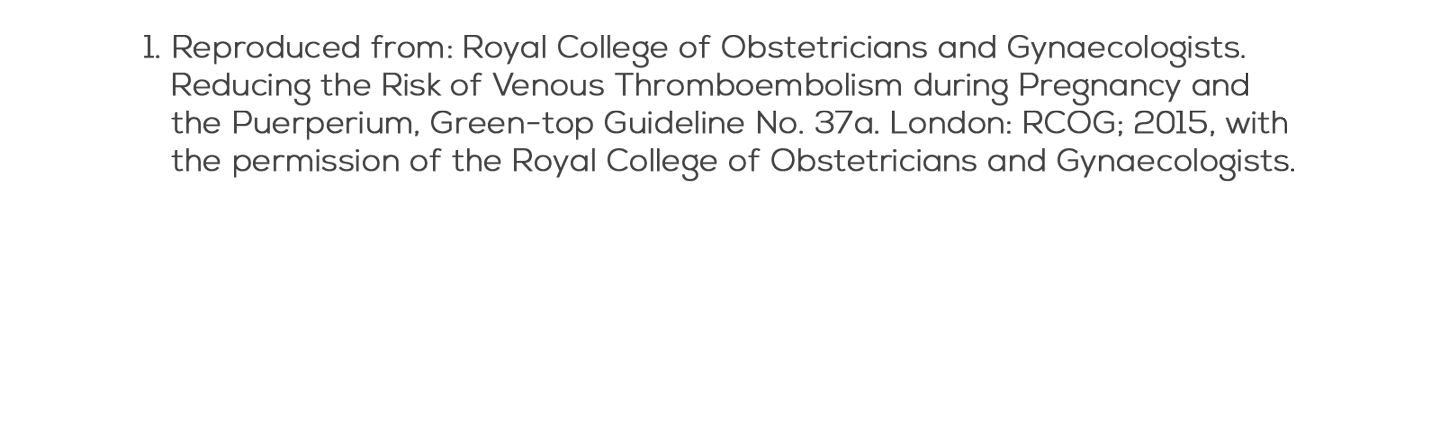 1. Reproduced from: Royal College of Obstetricians and Gynaecologists.
Reducing the Risk of Venous Thromboembolism during Pregnancy and
the Puerperium, Green-top Guideline No. 37a. London: RCOG; 2015, with
the permission of the Royal College of Obstetricians and Gynaecologists.